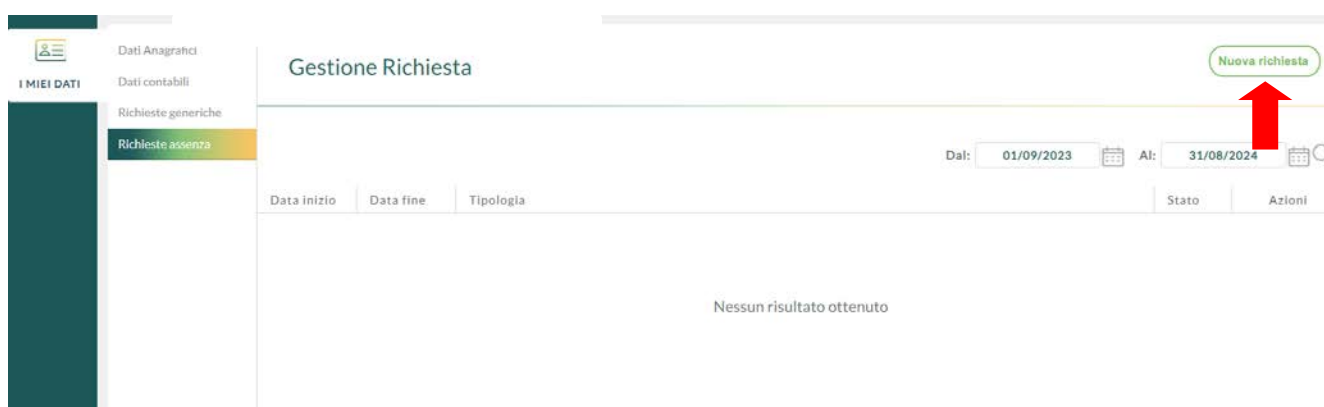 I MIEI DATI
Dati Anagrafici
Dati contabili
Richieste generiche
Richieste assenza
Gestione Richiesta
Nuova richiesta
Dal: 01/09/2023 Al: 31/08/2024
Data inizio Data fine Tipologia Stato Azioni
Nessun risultato ottenuto